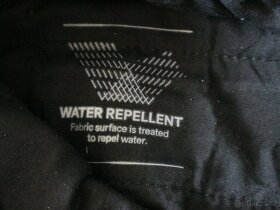 WATER REPELLENT
Fabric surface is treated
to repel water.